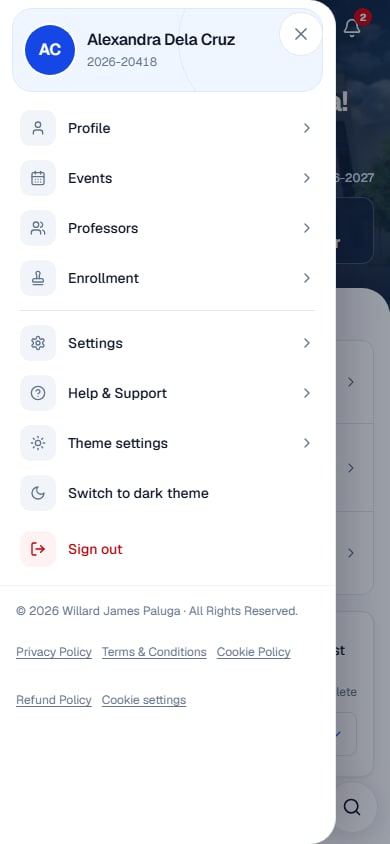 AC
Alexandra Dela Cruz
2026-20418
2
Profile
Events
Professors
Enrollment
Settings
Help & Support
Theme settings
Switch to dark theme
Sign out
© 2026 Willard James Paluga · All Rights Reserved.
Privacy Policy Terms & Conditions Cookie Policy
Refund Policy Cookie settings